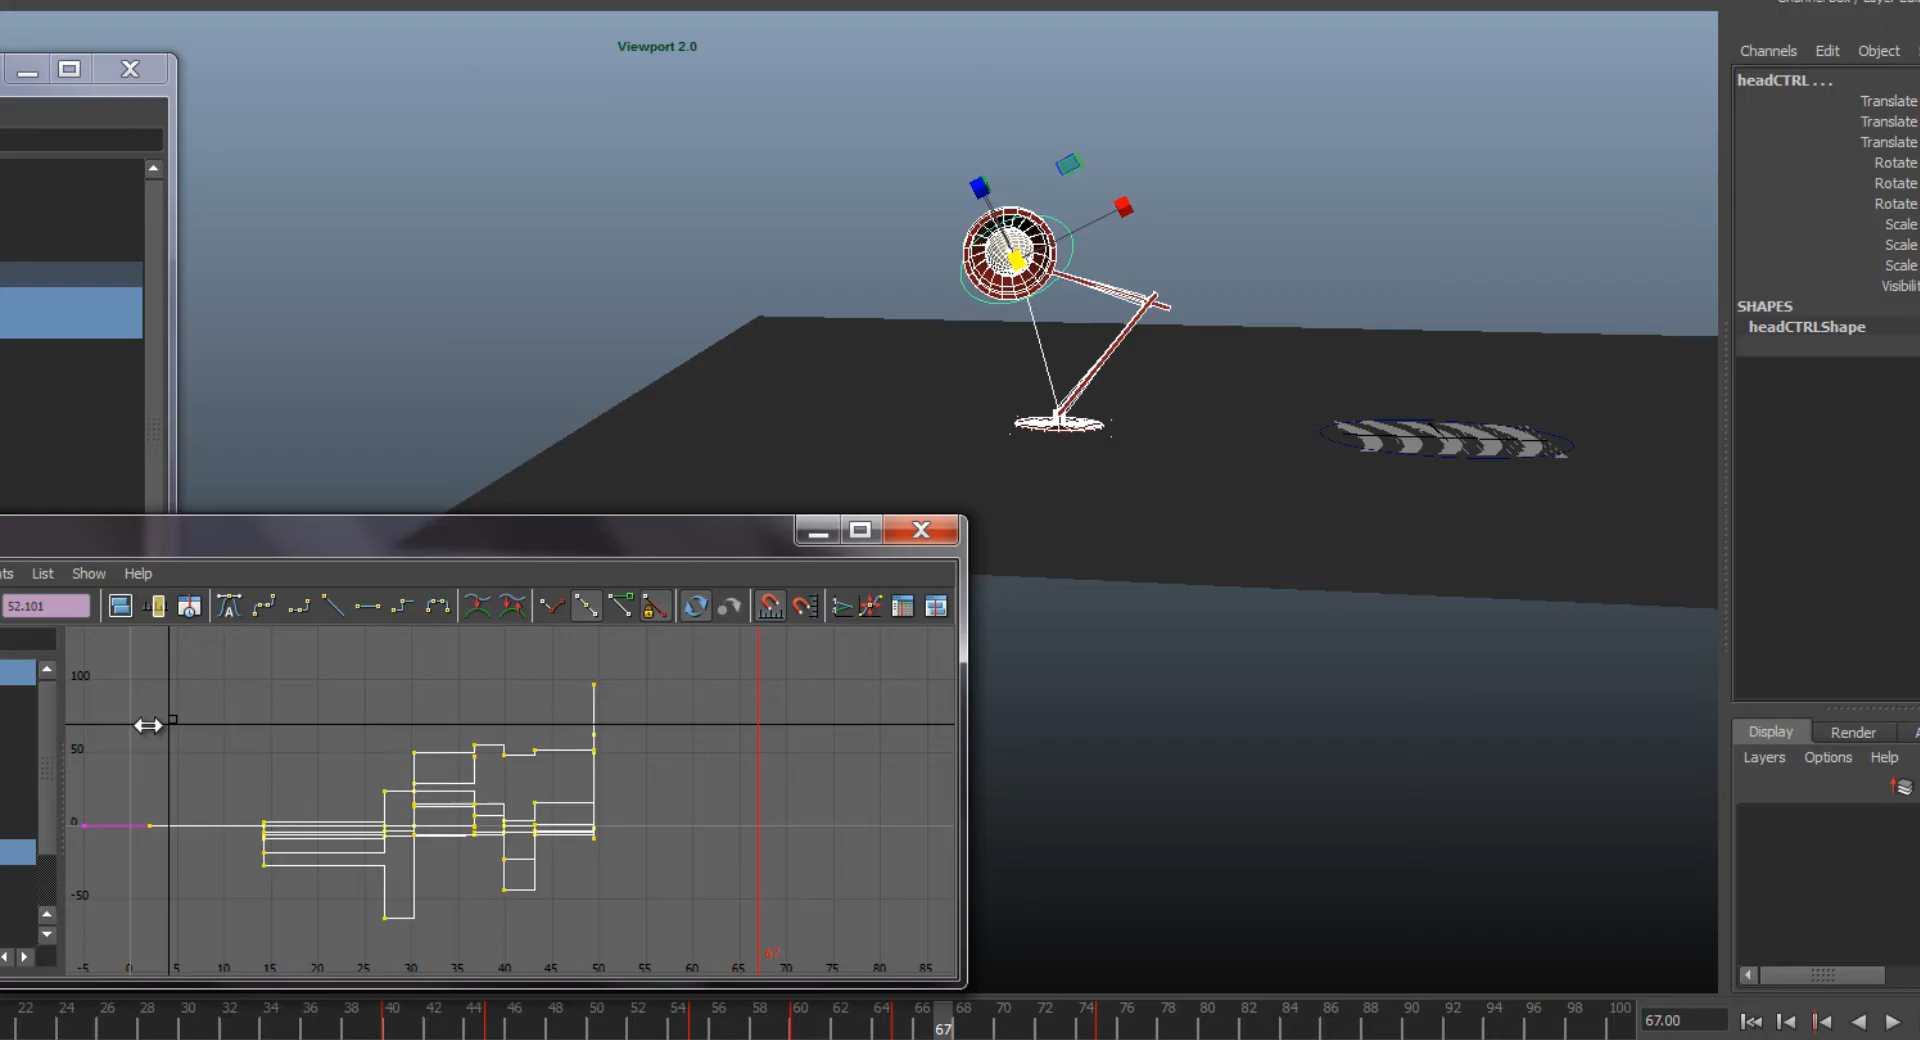 Viewport 2.0
Channels Edit Object
headCTRL . . .
Translate
Translate
Translate
Rotate
Rotate
Rotate
Scale
Scale
Scale
Visibilit
SHAPES
headCTRLShape
nts List Show Help
52.101
100
50
0
-50
67
-5 0 5 10 15 20 25 30 35 40 45 50 55 60 65 70 75 80 85
Display Render
Layers Options Help
22 24 26 28 30 32 34 36 38 40 42 44 46 48 50 52 54 56 58 60 62 64 66 68 70 72 74 76 78 80 82 84 86 88 90 92 94 96 98 100
67
67.00